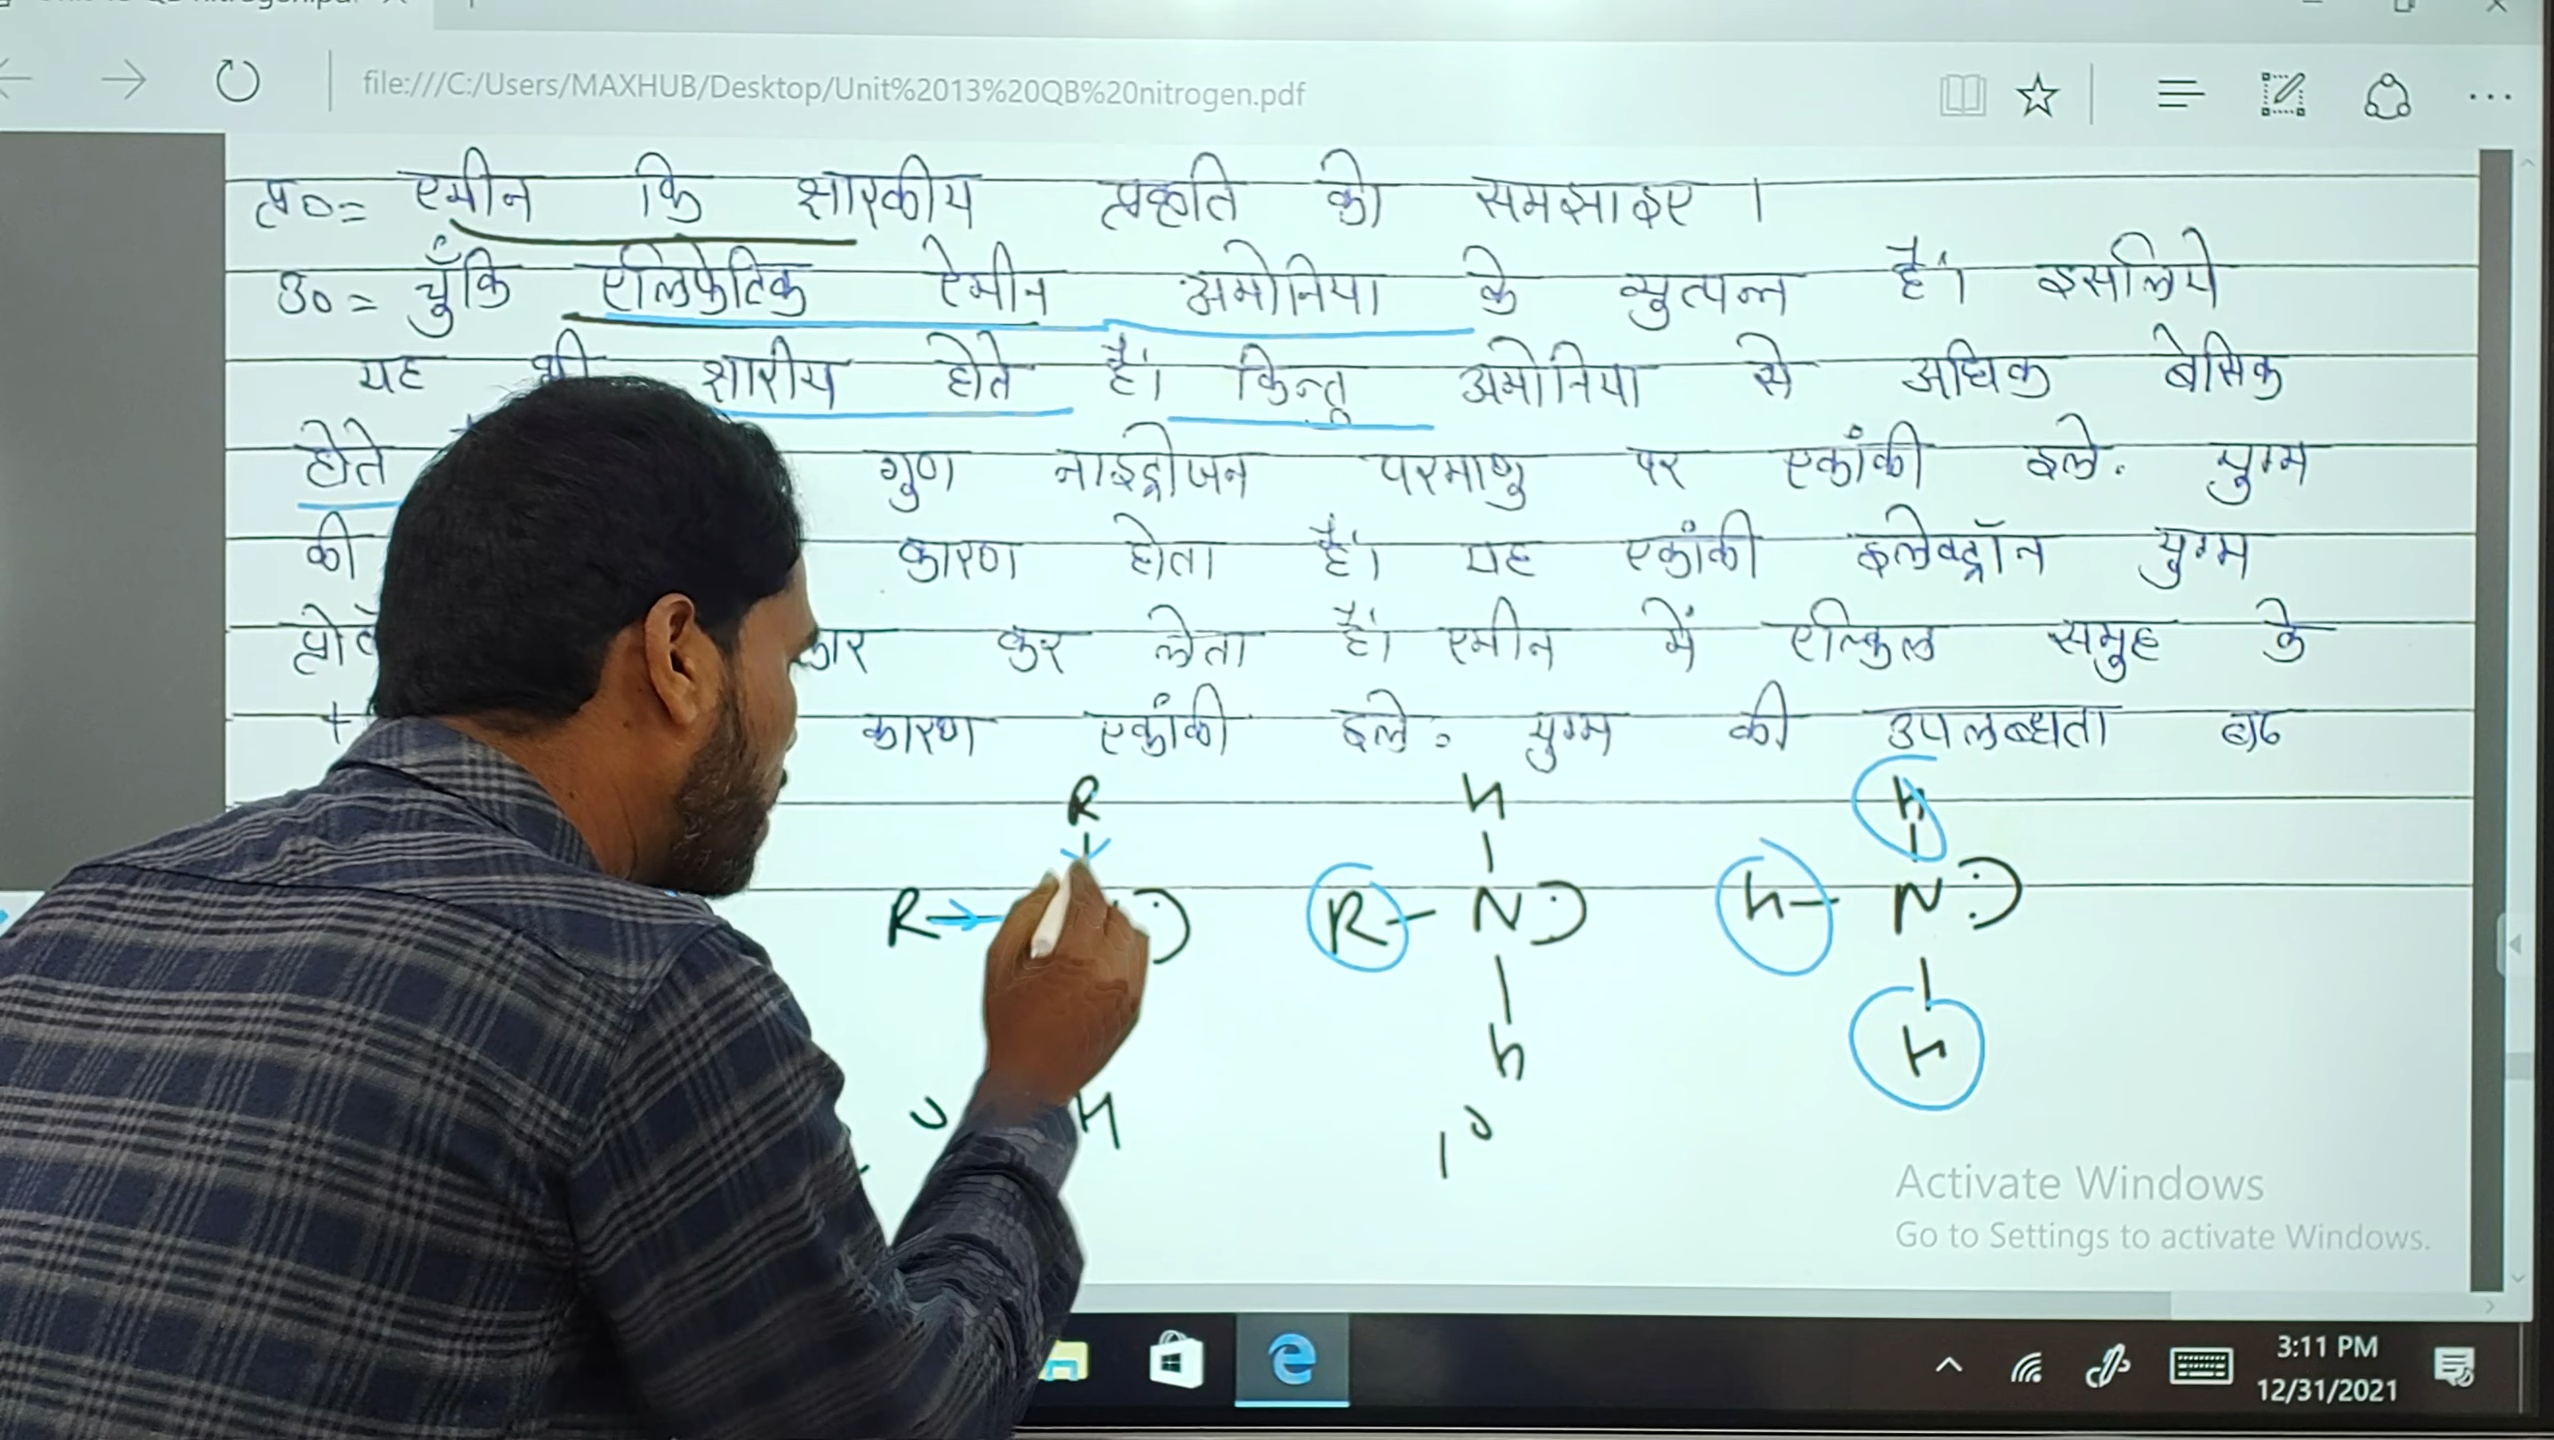 file:///C:/Users/MAXHUB/Desktop/Unit%2013%20QB%20nitrogen.pdf
प्र०= एमीन कि क्षारकीय प्रकृति को समझाइए ।
उ०= चुँकि एलिफेटिक ऐमीन अमोनिया के व्युत्पन्न हैं। इसलिये
यह भी क्षारीय होते हैं। किन्तु अमोनिया से अधिक बेसिक
होते गुण नाइट्रोजन परमाणु पर एकांकी इले. युग्म
की कारण होता हैं। यह एकांकी इलेक्ट्रॉन युग्म
कर लेता हैं। एमीन में एल्किल समुह के
+ कारण एकांकी इले. युग्म की उपलब्धता बढ
R H H
R N: R-N: H-N:
H H H
1°
Activate Windows
Go to Settings to activate Windows.
3:11 PM
12/31/2021